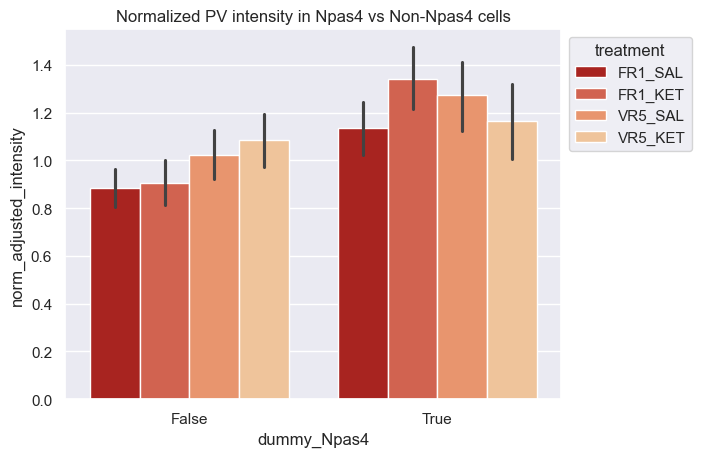 Normalized PV intensity in Npas4 vs Non-Npas4 cells
norm_adjusted_intensity
1.4
1.2
1.0
0.8
0.6
0.4
0.2
0.0
False
True
dummy_Npas4
treatment
FR1_SAL
FR1_KET
VR5_SAL
VR5_KET